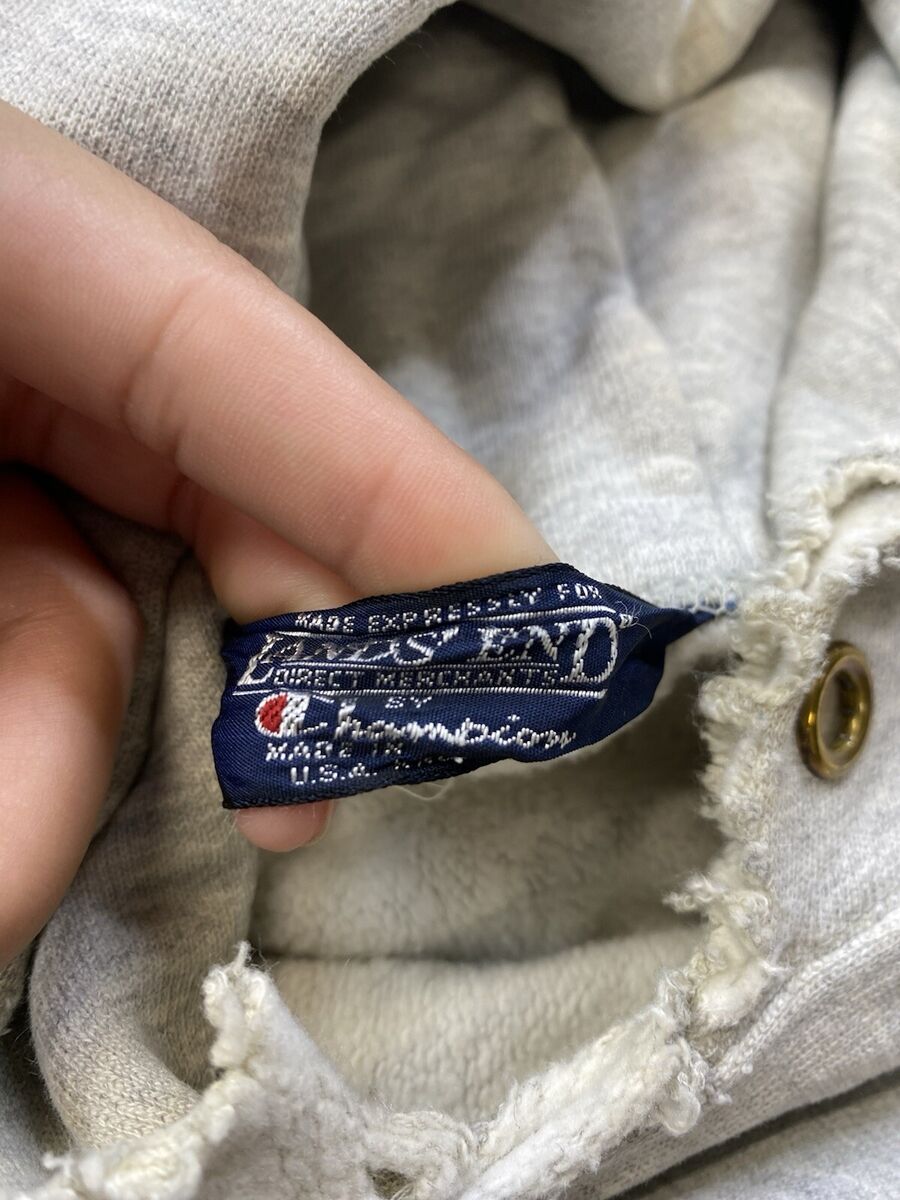 MADE EXPRESSLY FOR
LANDS' END
DIRECT MERCHANTS
BY
Champion
MADE IN
U.S.A.